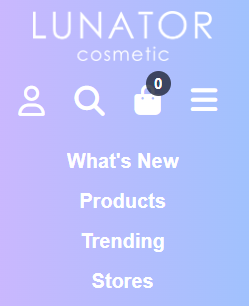 LUNATOR
cosmetic
0
What's New
Products
Trending
Stores